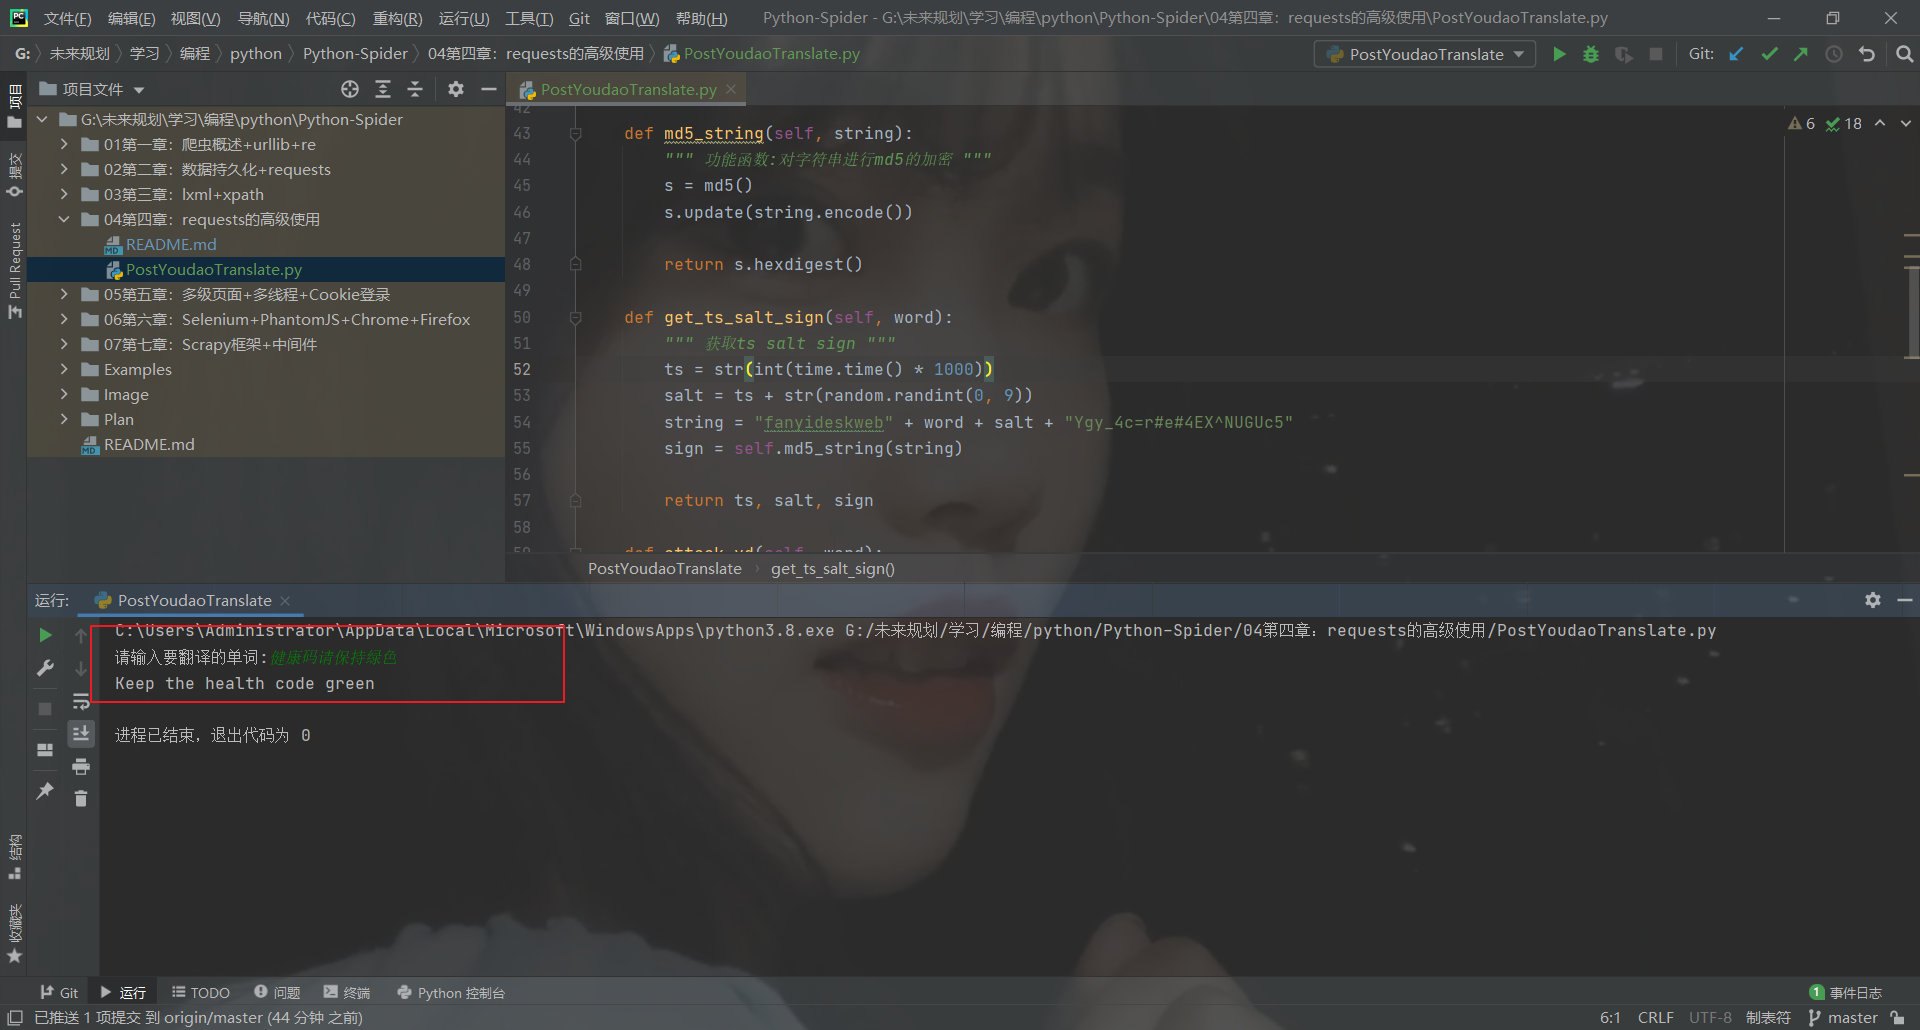 文件(F) 编辑(E) 视图(V) 导航(N) 代码(C) 重构(R) 运行(U) 工具(T) Git 窗口(W) 帮助(H) Python-Spider - G:\未来规划\学习\编程\python\Python-Spider\04第四章：requests的高级使用\PostYoudaoTranslate.py
G: 未来规划 学习 编程 python Python-Spider 04第四章：requests的高级使用 PostYoudaoTranslate.py
PostYoudaoTranslate
Git:
项目
提交
Pull Request
结构
收藏夹
项目文件
G:\未来规划\学习\编程\python\Python-Spider
01第一章：爬虫概述+urllib+re
02第二章：数据持久化+requests
03第三章：lxml+xpath
04第四章：requests的高级使用
README.md
PostYoudaoTranslate.py
05第五章：多级页面+多线程+Cookie登录
06第六章：Selenium+PhantomJS+Chrome+Firefox
07第七章：Scrapy框架+中间件
Examples
Image
Plan
README.md
PostYoudaoTranslate.py
6 18
42
43 def md5_string(self, string):
44 """ 功能函数:对字符串进行md5的加密 """
45 s = md5()
46 s.update(string.encode())
47
48 return s.hexdigest()
49
50 def get_ts_salt_sign(self, word):
51 """ 获取ts salt sign """
52 ts = str(int(time.time() * 1000))
53 salt = ts + str(random.randint(0, 9))
54 string = "fanyideskweb" + word + salt + "Ygy_4c=r#e#4EX^NUGUc5"
55 sign = self.md5_string(string)
56
57 return ts, salt, sign
58
59 def attack_yd(self, word):
PostYoudaoTranslate get_ts_salt_sign()
运行: PostYoudaoTranslate
C:\Users\Administrator\AppData\Local\Microsoft\WindowsApps\python3.8.exe G:/未来规划/学习/编程/python/Python-Spider/04第四章：requests的高级使用/PostYoudaoTranslate.py
请输入要翻译的单词:健康码请保持绿色
Keep the health code green
进程已结束，退出代码为 0
Git 运行 TODO 问题 终端 Python 控制台
1 事件日志
已推送 1 项提交 到 origin/master (44 分钟 之前)
6:1 CRLF UTF-8 制表符 master